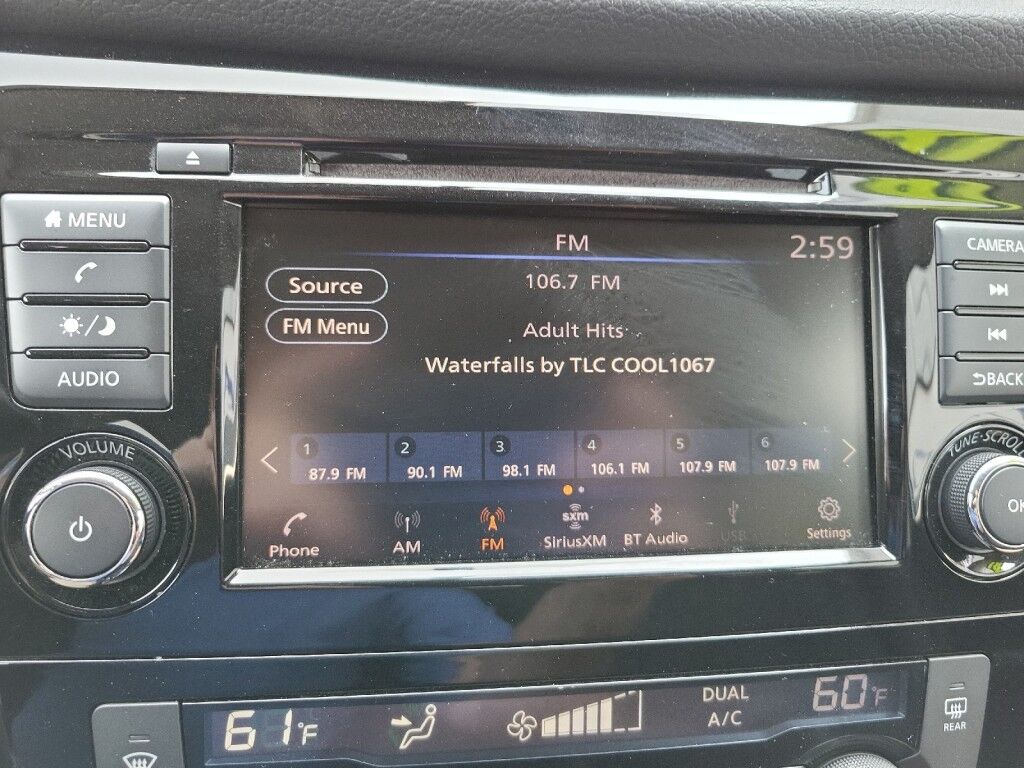 MENU
AUDIO
VOLUME
FM
2:59
Source
FM Menu
106.7 FM
Adult Hits
Waterfalls by TLC COOL1067
1 87.9 FM
2 90.1 FM
3 98.1 FM
4 106.1 FM
5 107.9 FM
6 107.9 FM
Phone
AM
FM
sxm
SiriusXM
BT Audio
USB
Settings
CAMERA
BACK
TUNE·SCROLL
OK
61°F
DUAL
A/C
60°F
REAR